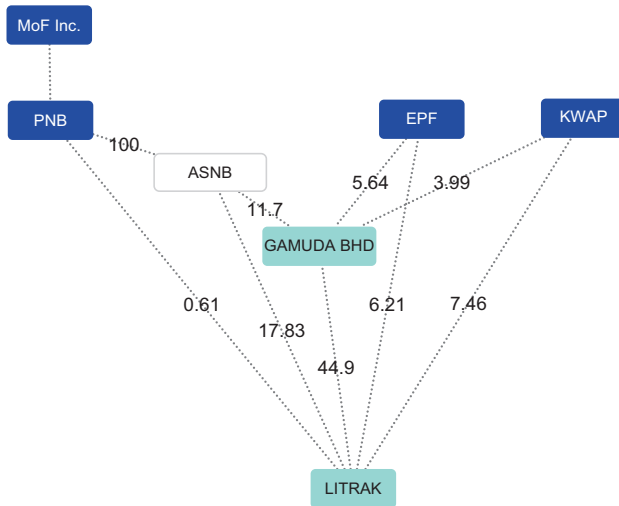 MoF Inc.
PNB
EPF
KWAP
100
ASNB
5.64
3.99
11.7
GAMUDA BHD
0.61
6.21
7.46
17.83
44.9
LITRAK